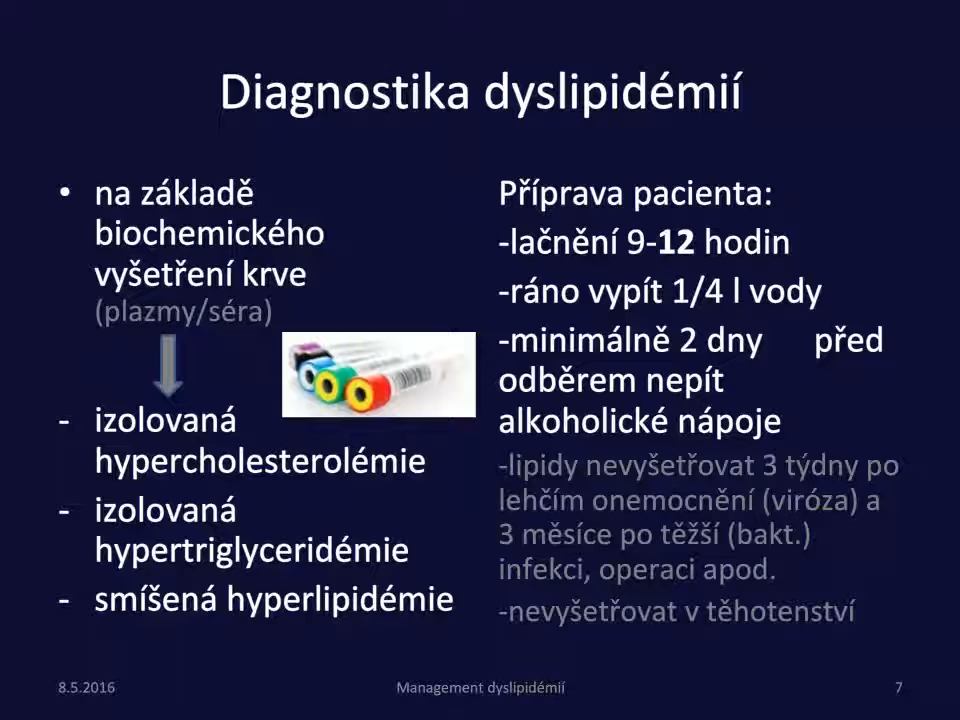 Diagnostika dyslipidémií
• na základě
biochemického
vyšetření krve
(plazmy/séra)
- izolovaná
hypercholesterolémie
- izolovaná
hypertriglyceridémie
- smíšená hyperlipidémie
Příprava pacienta:
-lačnění 9-12 hodin
-ráno vypít 1/4 l vody
-minimálně 2 dny před
odběrem nepít
alkoholické nápoje
-lipidy nevyšetřovat 3 týdny po
lehčím onemocnění (viróza) a
3 měsíce po těžší (bakt.)
infekci, operaci apod.
-nevyšetřovat v těhotenství
8.5.2016
Management dyslipidémií
7